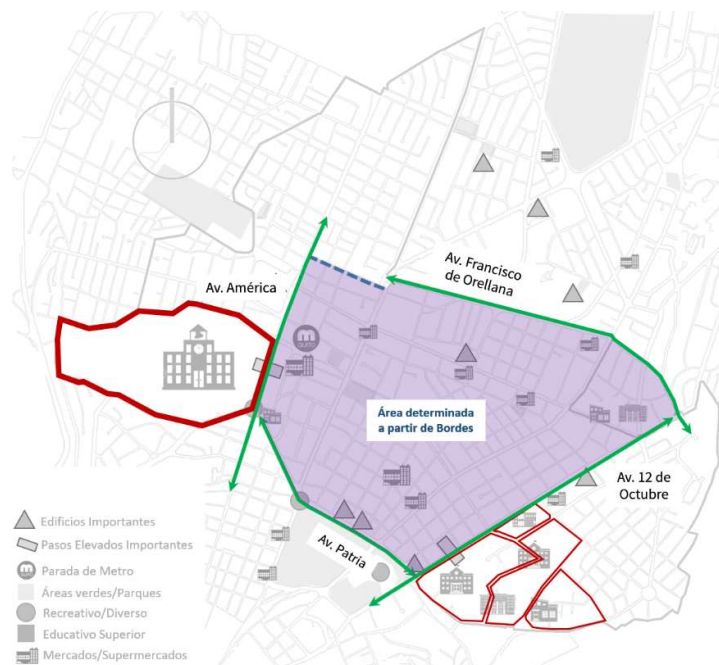 Av. Francisco
de Orellana
Av. América
Área determinada
a partir de Bordes
Av. 12 de
Octubre
Av. Patria
Edificios Importantes
Pasos Elevados Importantes
Parada de Metro
Áreas verdes/Parques
Recreativo/Diverso
Educativo Superior
Mercados/Supermercados